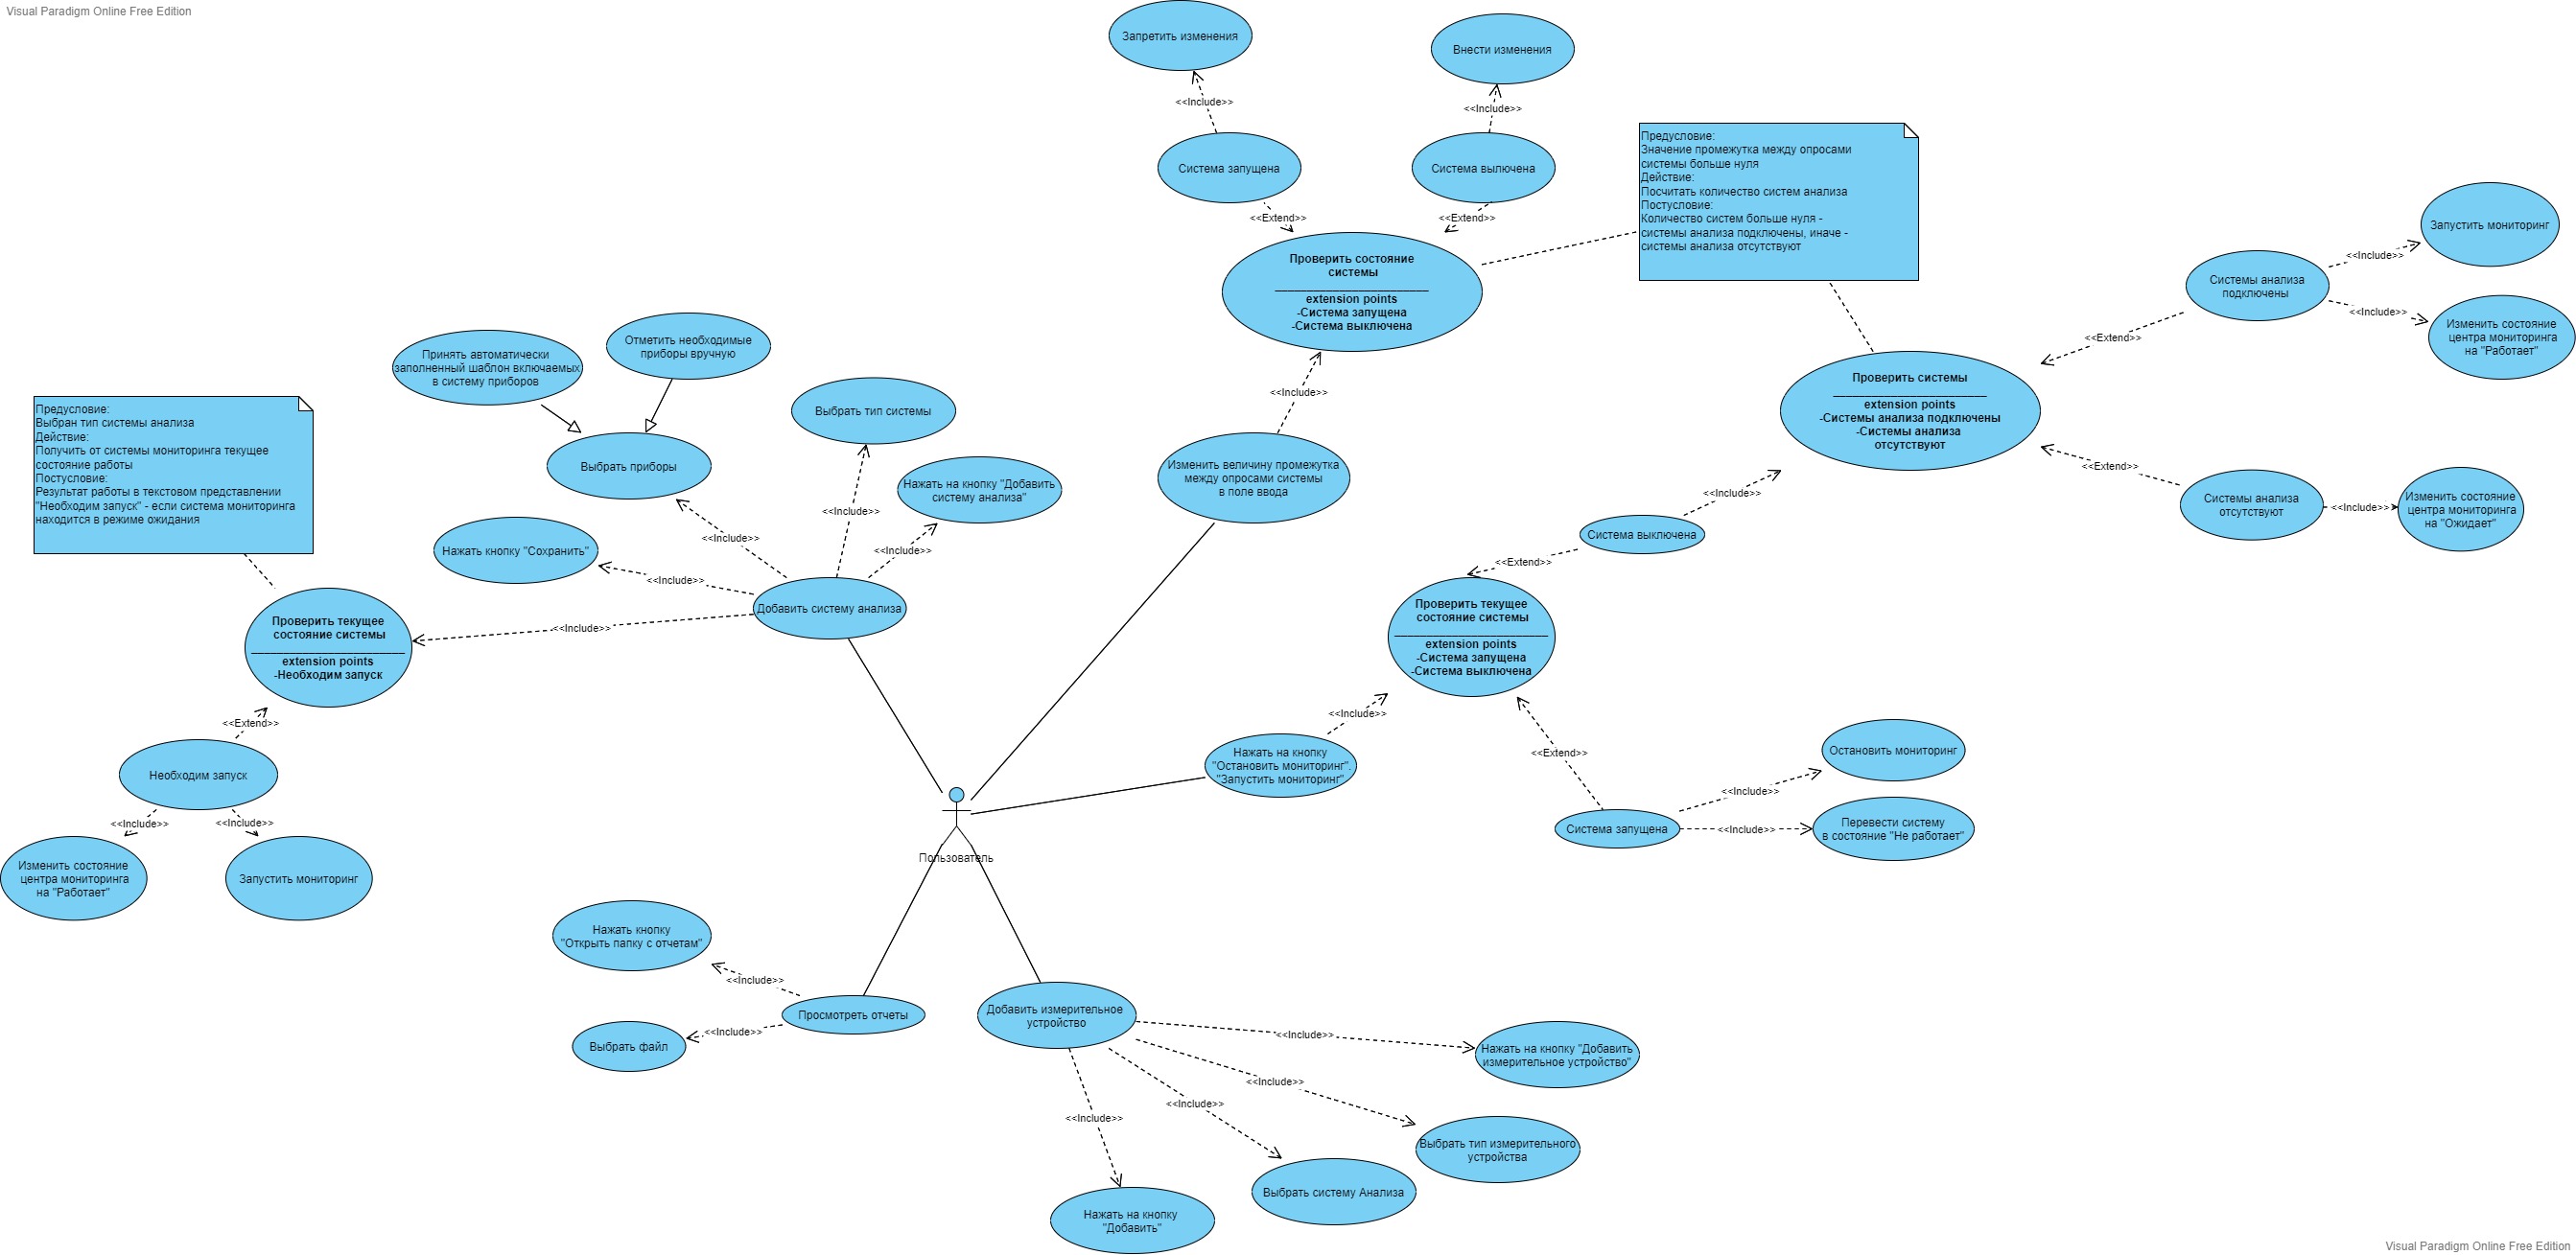 Visual Paradigm Online Free Edition
Запретить изменения
Внести изменения
<<Include>>
<<Include>>
Система запущена
Система вылючена
<<Extend>>
<<Extend>>
Предусловие:
Значение промежутка между опросами
системы больше нуля
Действие:
Посчитать количество систем анализа
Постусловие:
Количество систем больше нуля -
системы анализа подключены, иначе -
системы анализа отсутствуют
Проверить состояние
системы
extension points
-Система запущена
-Система выключена
Запустить мониторинг
<<Include>>
Системы анализа
подключены
<<Include>>
Изменить состояние
центра мониторинга
на "Работает"
<<Extend>>
Проверить системы
extension points
-Системы анализа подключены
-Системы анализа
отсутствуют
<<Extend>>
Системы анализа
отсутствуют
<<Include>>
Изменить состояние
центра мониторинга
на "Ожидает"
Принять автоматически
заполненный шаблон включаемых
в систему приборов
Отметить необходимые
приборы вручную
Выбрать приборы
Выбрать тип системы
Нажать на кнопку "Добавить
систему анализа"
<<Include>>
<<Include>>
<<Include>>
Нажать кнопку "Сохранить"
<<Include>>
Добавить систему анализа
<<Include>>
<<Include>>
Изменить величину промежутка
между опросами системы
в поле ввода
Предусловие:
Выбран тип системы анализа
Действие:
Получить от системы мониторинга текущее
состояние работы
Постусловие:
Результат работы в текстовом представлении
"Необходим запуск" - если система мониторинга
находится в режиме ожидания
Проверить текущее
состояние системы
extension points
-Необходим запуск
<<Extend>>
Необходим запуск
<<Include>>
<<Include>>
Изменить состояние
центра мониторинга
на "Работает"
Запустить мониторинг
<<Include>>
Система выключена
<<Extend>>
Проверить текущее
состояние системы
extension points
-Система запущена
-Система выключена
<<Include>>
Нажать на кнопку
"Остановить мониторинг".
"Запустить мониторинг"
<<Extend>>
Остановить мониторинг
<<Include>>
Система запущена
<<Include>>
Перевести систему
в состояние "Не работает"
Пользователь
Нажать кнопку
"Открыть папку с отчетам"
<<Include>>
Просмотреть отчеты
<<Include>>
Выбрать файл
Добавить измерительное
устройство
<<Include>>
Нажать на кнопку "Добавить
измерительное устройство"
<<Include>>
<<Include>>
<<Include>>
Выбрать тип измерительного
устройства
Выбрать систему Анализа
Нажать на кнопку
"Добавить"
Visual Paradigm Online Free Edition